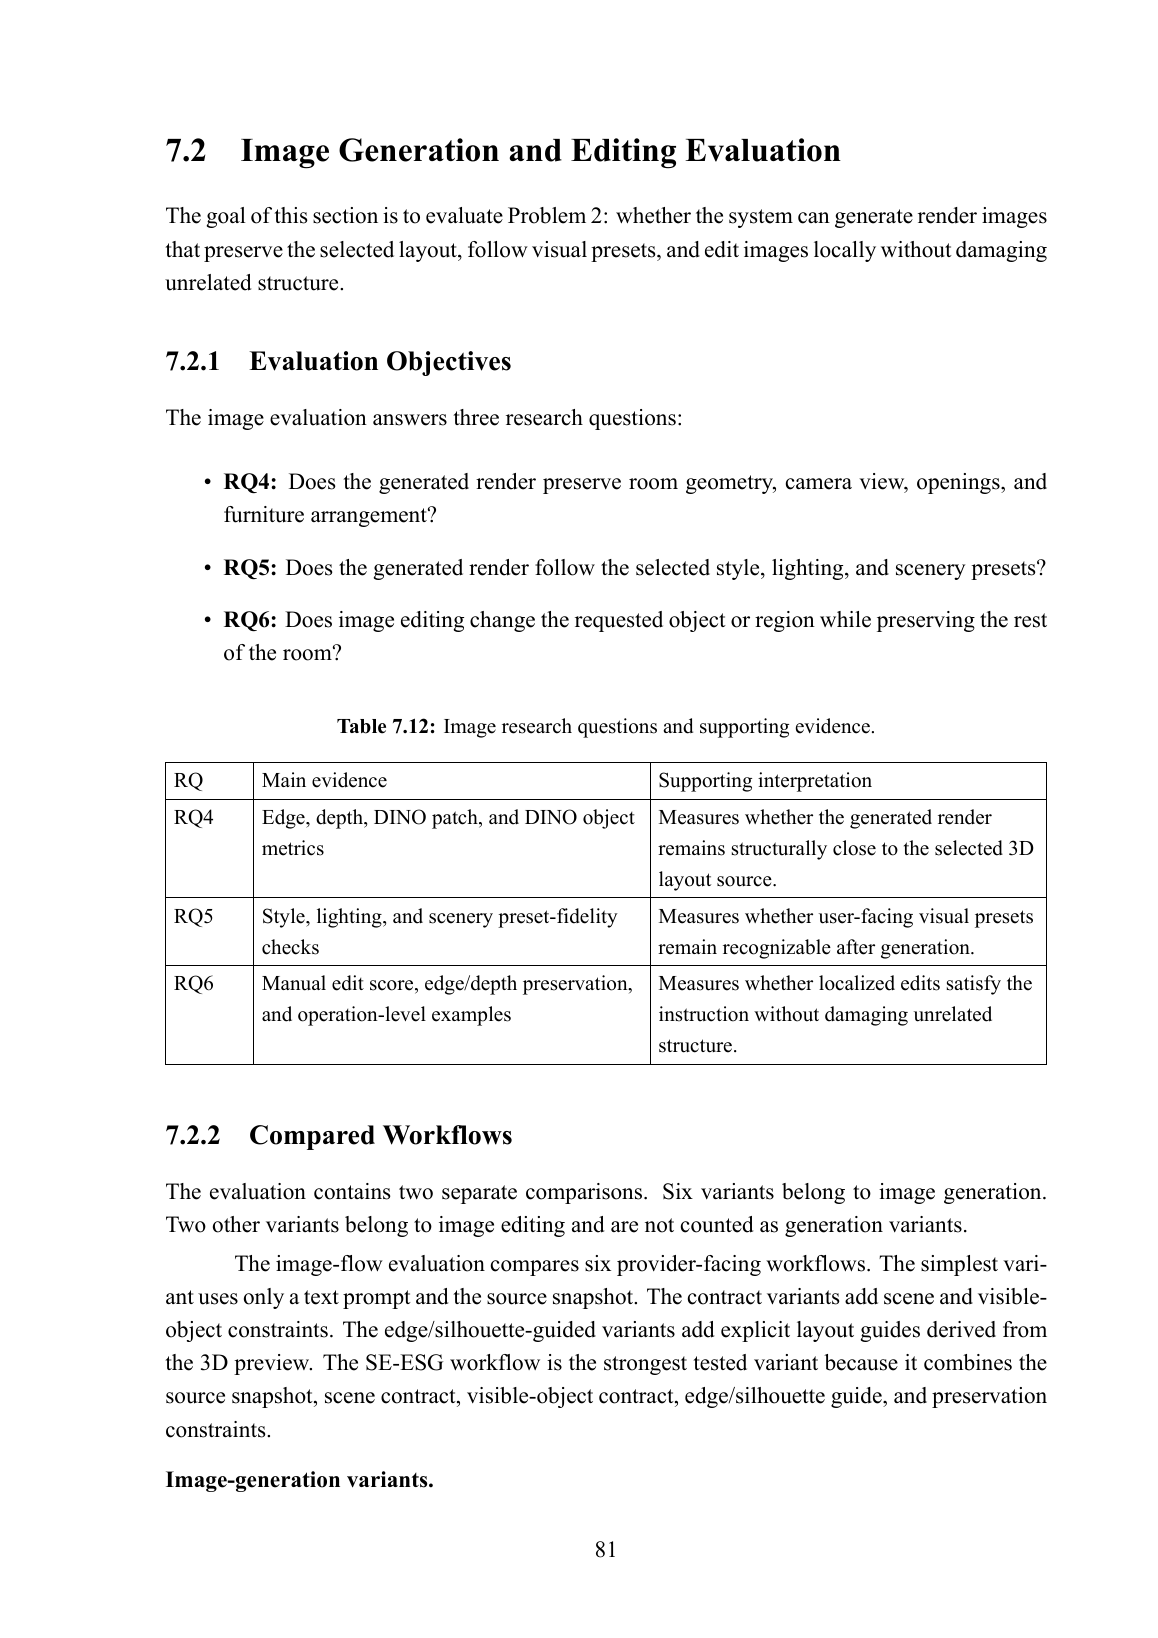 7.2 Image Generation and Editing Evaluation
The goal of this section is to evaluate Problem 2: whether the system can generate render images
that preserve the selected layout, follow visual presets, and edit images locally without damaging
unrelated structure.
7.2.1 Evaluation Objectives
The image evaluation answers three research questions:
• RQ4: Does the generated render preserve room geometry, camera view, openings, and
furniture arrangement?
• RQ5: Does the generated render follow the selected style, lighting, and scenery presets?
• RQ6: Does image editing change the requested object or region while preserving the rest
of the room?
Table 7.12: Image research questions and supporting evidence.
RQ Main evidence Supporting interpretation
RQ4 Edge, depth, DINO patch, and DINO object Measures whether the generated render
metrics remains structurally close to the selected 3D
layout source.
RQ5 Style, lighting, and scenery preset-fidelity Measures whether user-facing visual presets
checks remain recognizable after generation.
RQ6 Manual edit score, edge/depth preservation, Measures whether localized edits satisfy the
and operation-level examples instruction without damaging unrelated
structure.
7.2.2 Compared Workflows
The evaluation contains two separate comparisons. Six variants belong to image generation.
Two other variants belong to image editing and are not counted as generation variants.
The image-flow evaluation compares six provider-facing workflows. The simplest vari-
ant uses only a text prompt and the source snapshot. The contract variants add scene and visible-
object constraints. The edge/silhouette-guided variants add explicit layout guides derived from
the 3D preview. The SE-ESG workflow is the strongest tested variant because it combines the
source snapshot, scene contract, visible-object contract, edge/silhouette guide, and preservation
constraints.
Image-generation variants.
81